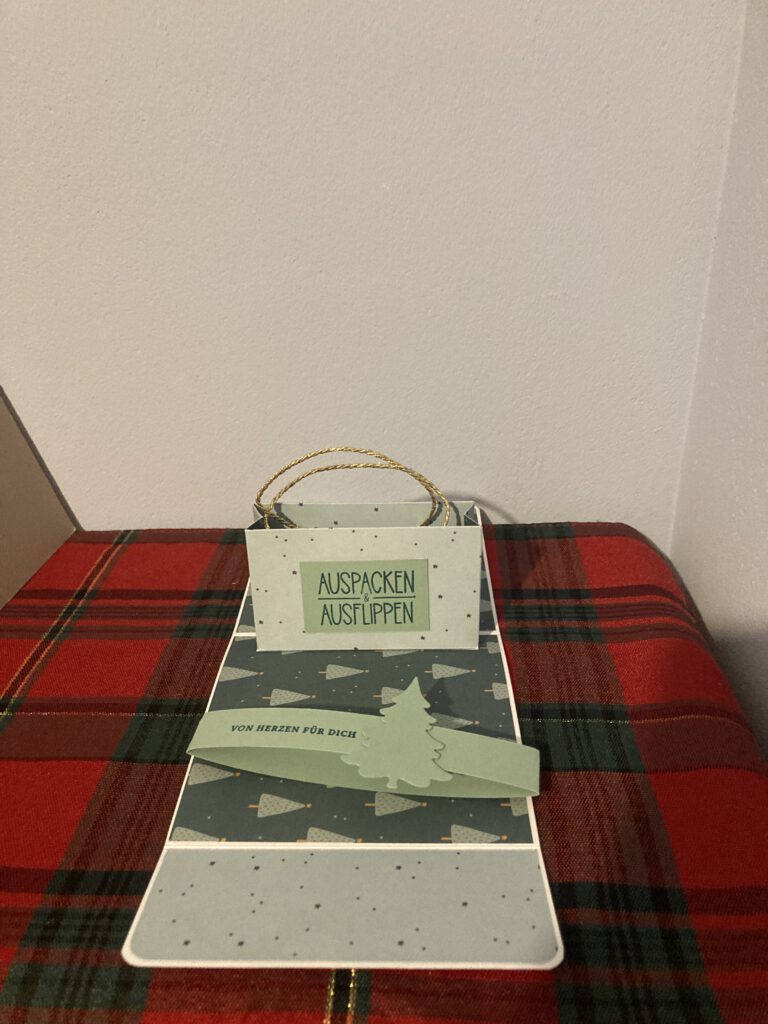 AUSPACKEN
&
AUSFLIPPEN
VON HERZEN FÜR DICH